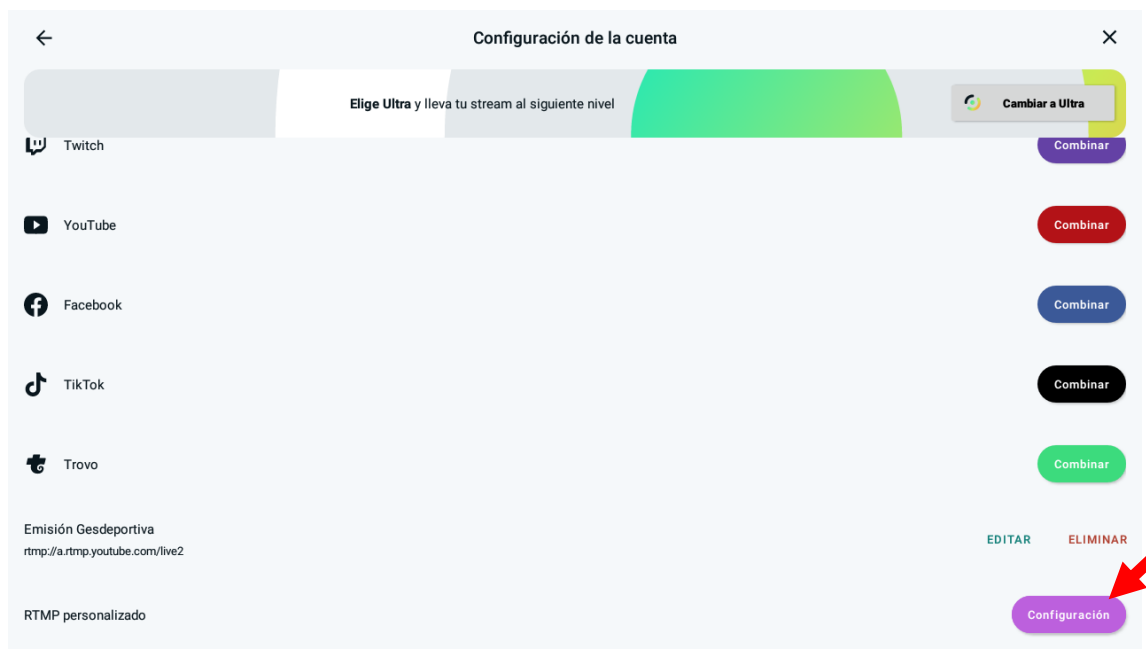 Configuración de la cuenta
Elige Ultra y lleva tu stream al siguiente nivel
Cambiar a Ultra
Twitch
Combinar
YouTube
Combinar
Facebook
Combinar
TikTok
Combinar
Trovo
Combinar
Emisión Gesdeportiva
rtmp://a.rtmp.youtube.com/live2
EDITAR
ELIMINAR
RTMP personalizado
Configuración